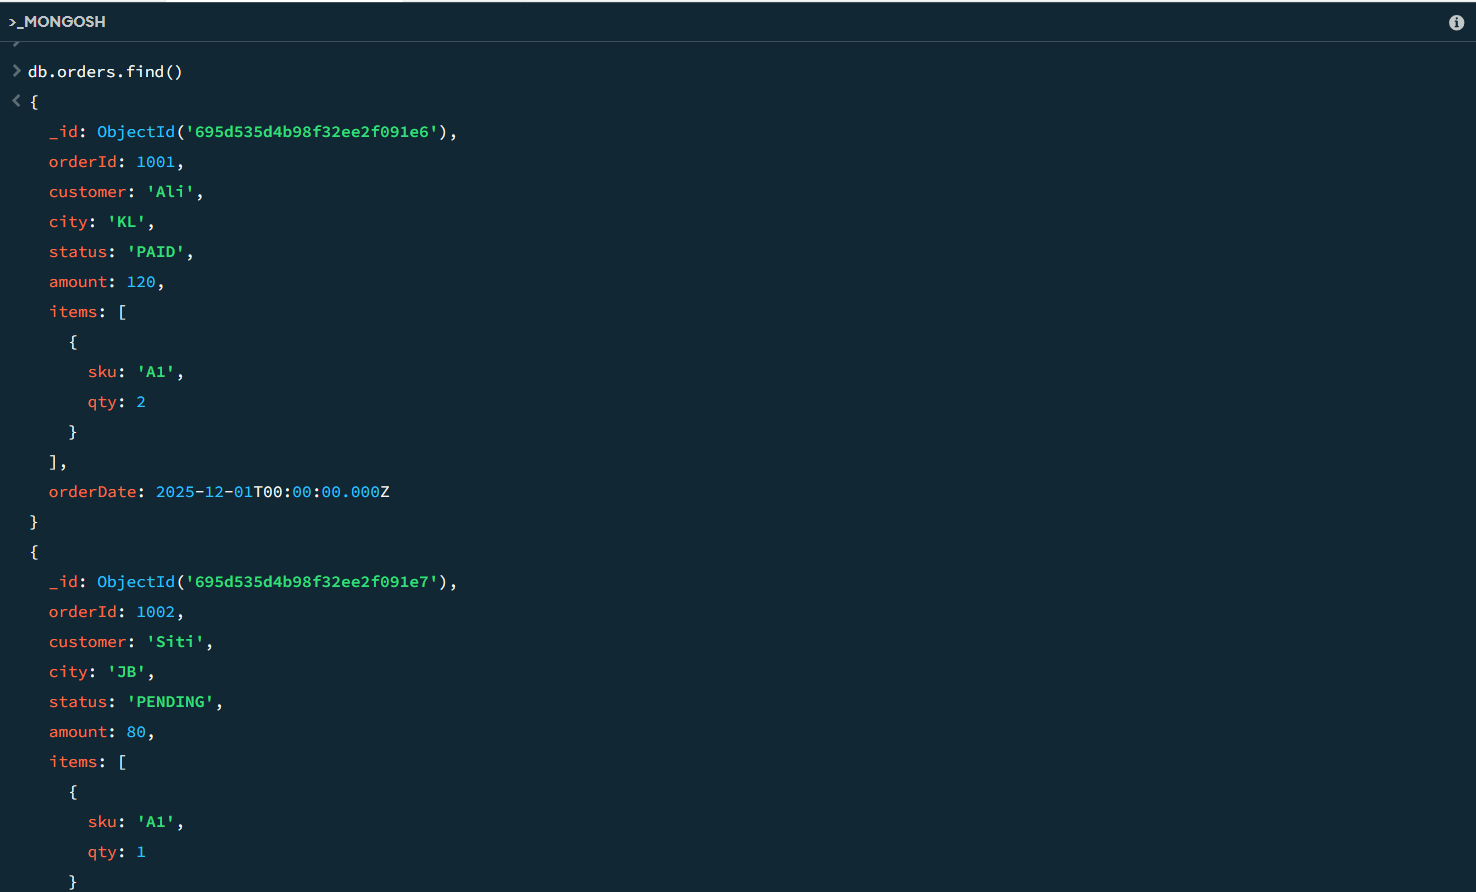 >_MONGOSH
> db.orders.find()
< {
_id: ObjectId('695d535d4b98f32ee2f091e6'),
orderId: 1001,
customer: 'Ali',
city: 'KL',
status: 'PAID',
amount: 120,
items: [
{
sku: 'A1',
qty: 2
}
],
orderDate: 2025-12-01T00:00:00.000Z
}
{
_id: ObjectId('695d535d4b98f32ee2f091e7'),
orderId: 1002,
customer: 'Siti',
city: 'JB',
status: 'PENDING',
amount: 80,
items: [
{
sku: 'A1',
qty: 1
}